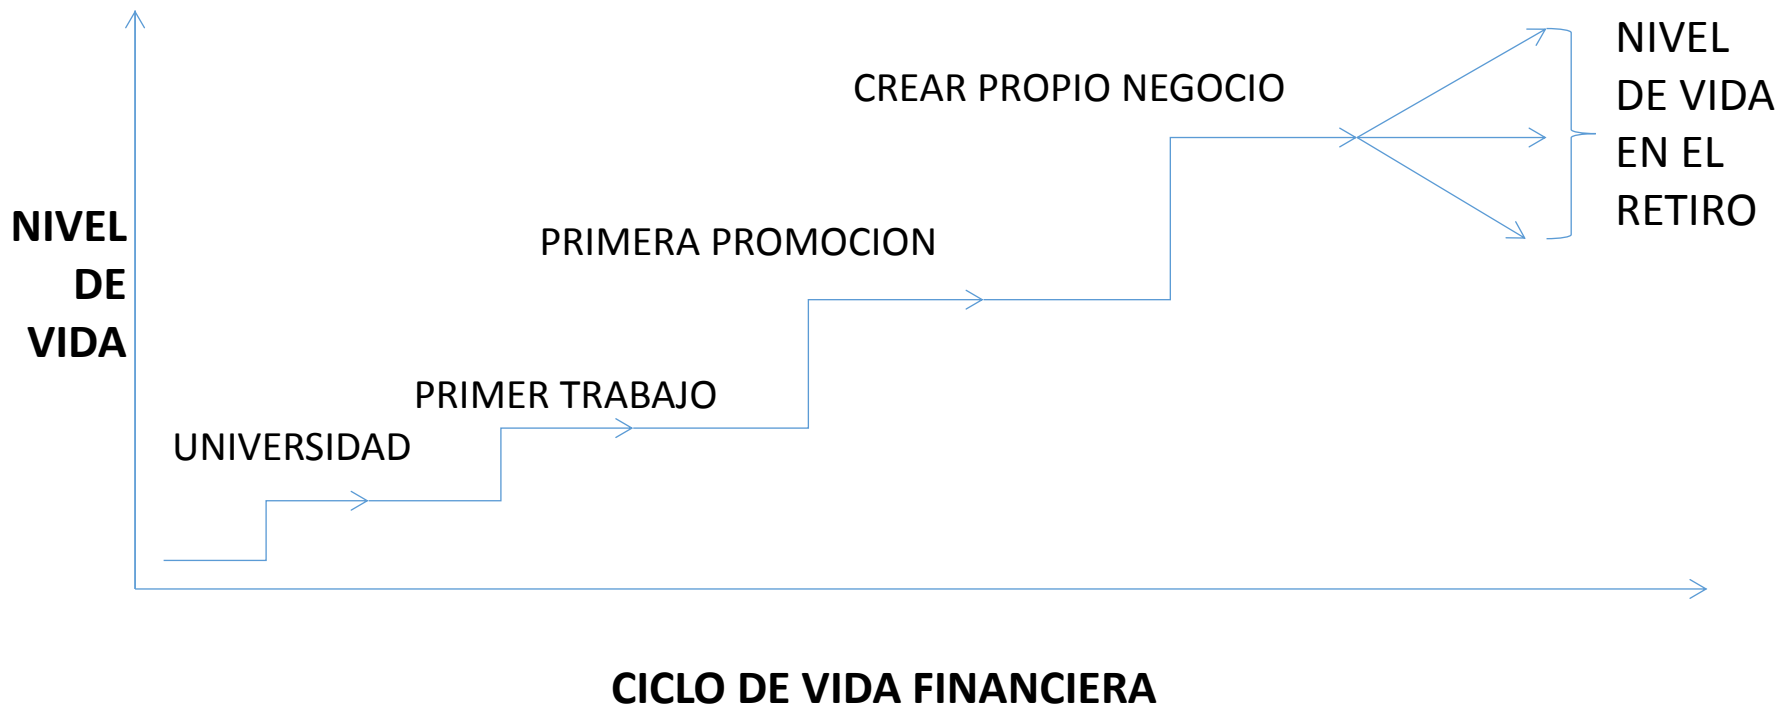 NIVEL
DE VIDA
EN EL
RETIRO
CREAR PROPIO NEGOCIO
PRIMERA PROMOCION
NIVEL
DE
VIDA
PRIMER TRABAJO
UNIVERSIDAD
CICLO DE VIDA FINANCIERA